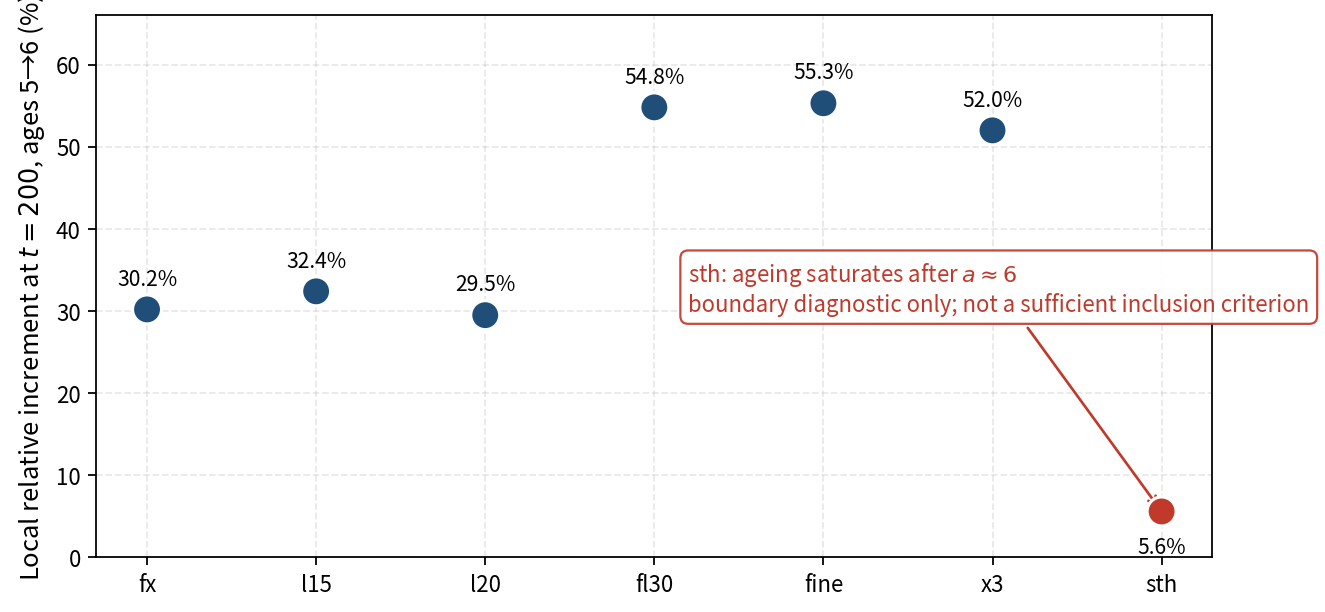 Local relative increment at t = 200, ages 5→6 (%)
60
50
40
30
20
10
0
30.2%
32.4%
29.5%
54.8%
55.3%
52.0%
5.6%
sth: ageing saturates after a ≈ 6
boundary diagnostic only; not a sufficient inclusion criterion
fx
l15
l20
fl30
fine
x3
sth